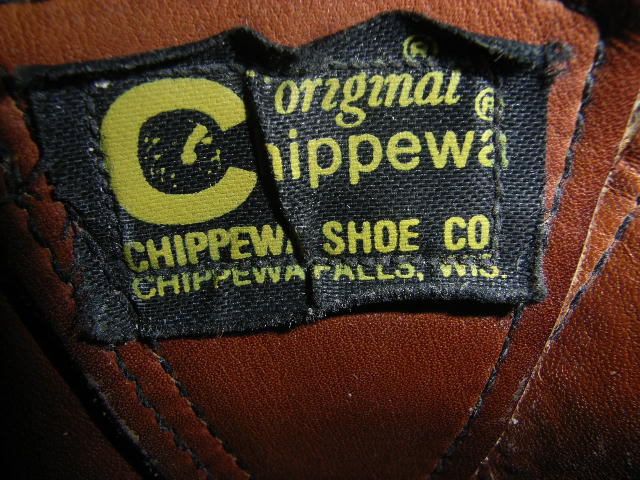 ®
"original" ®
Chippewa
CHIPPEWA SHOE CO
CHIPPEWA FALLS, WIS.